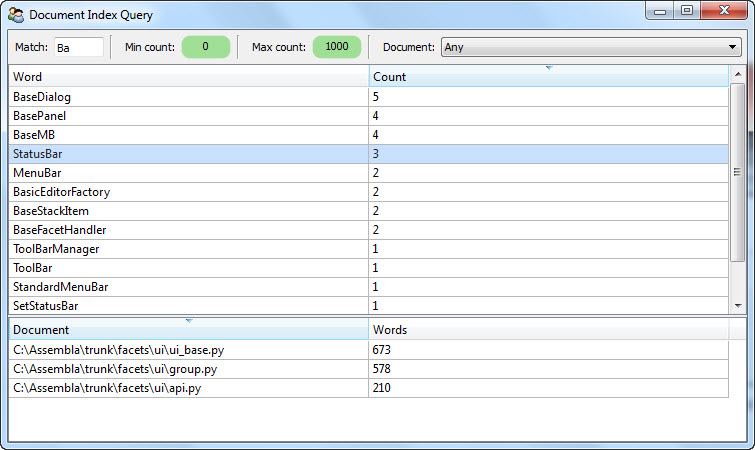 Document Index Query
Match: Ba Min count: 0 Max count: 1000 Document: Any
Word Count
BaseDialog 5
BasePanel 4
BaseMB 4
StatusBar 3
MenuBar 2
BasicEditorFactory 2
BaseStackItem 2
BaseFacetHandler 2
ToolBarManager 1
ToolBar 1
StandardMenuBar 1
SetStatusBar 1
Document Words
C:\Assembla\trunk\facets\ui\ui_base.py 673
C:\Assembla\trunk\facets\ui\group.py 578
C:\Assembla\trunk\facets\ui\api.py 210